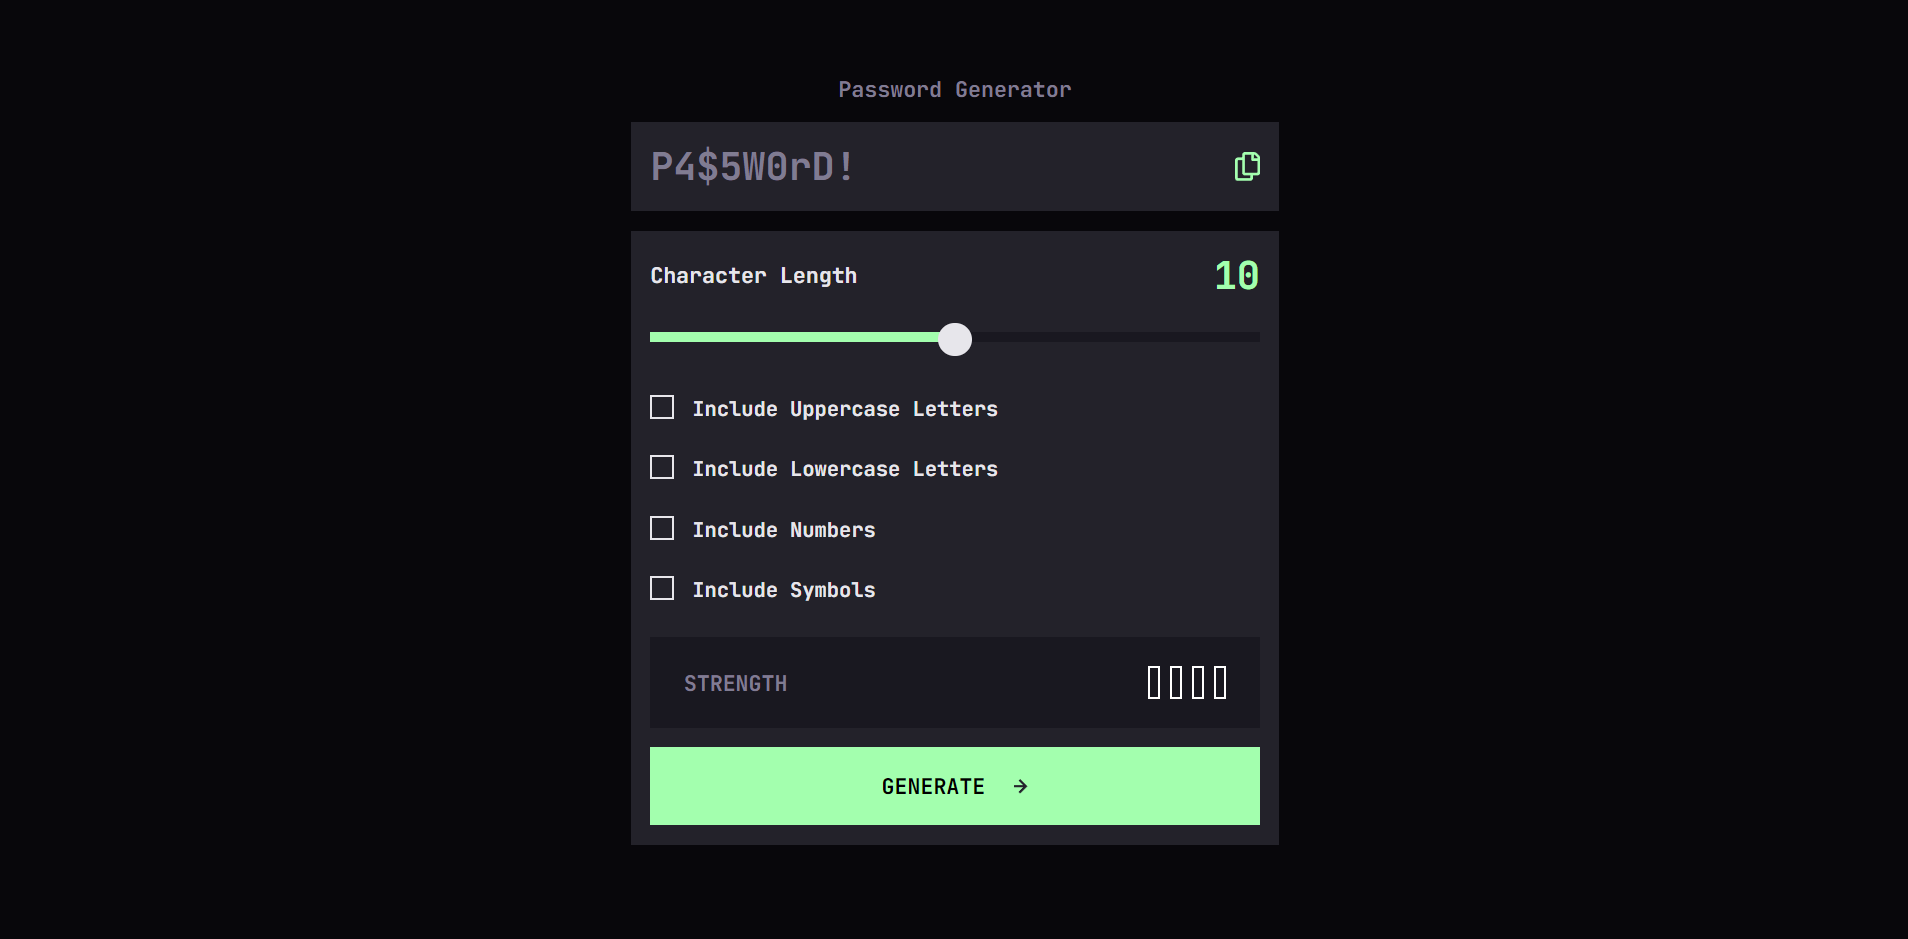 Password Generator
P4$5W0rD!
Character Length
10
Include Uppercase Letters
Include Lowercase Letters
Include Numbers
Include Symbols
STRENGTH
GENERATE →